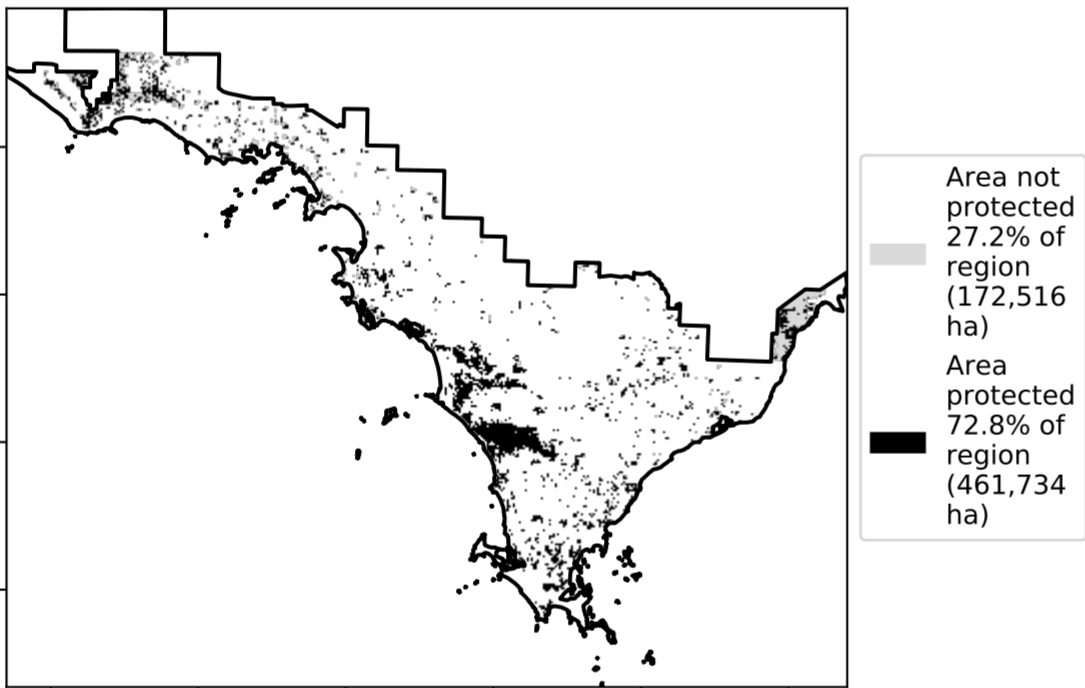 Area not
protected
27.2% of
region
(172,516
ha)
Area
protected
72.8% of
region
(461,734
ha)